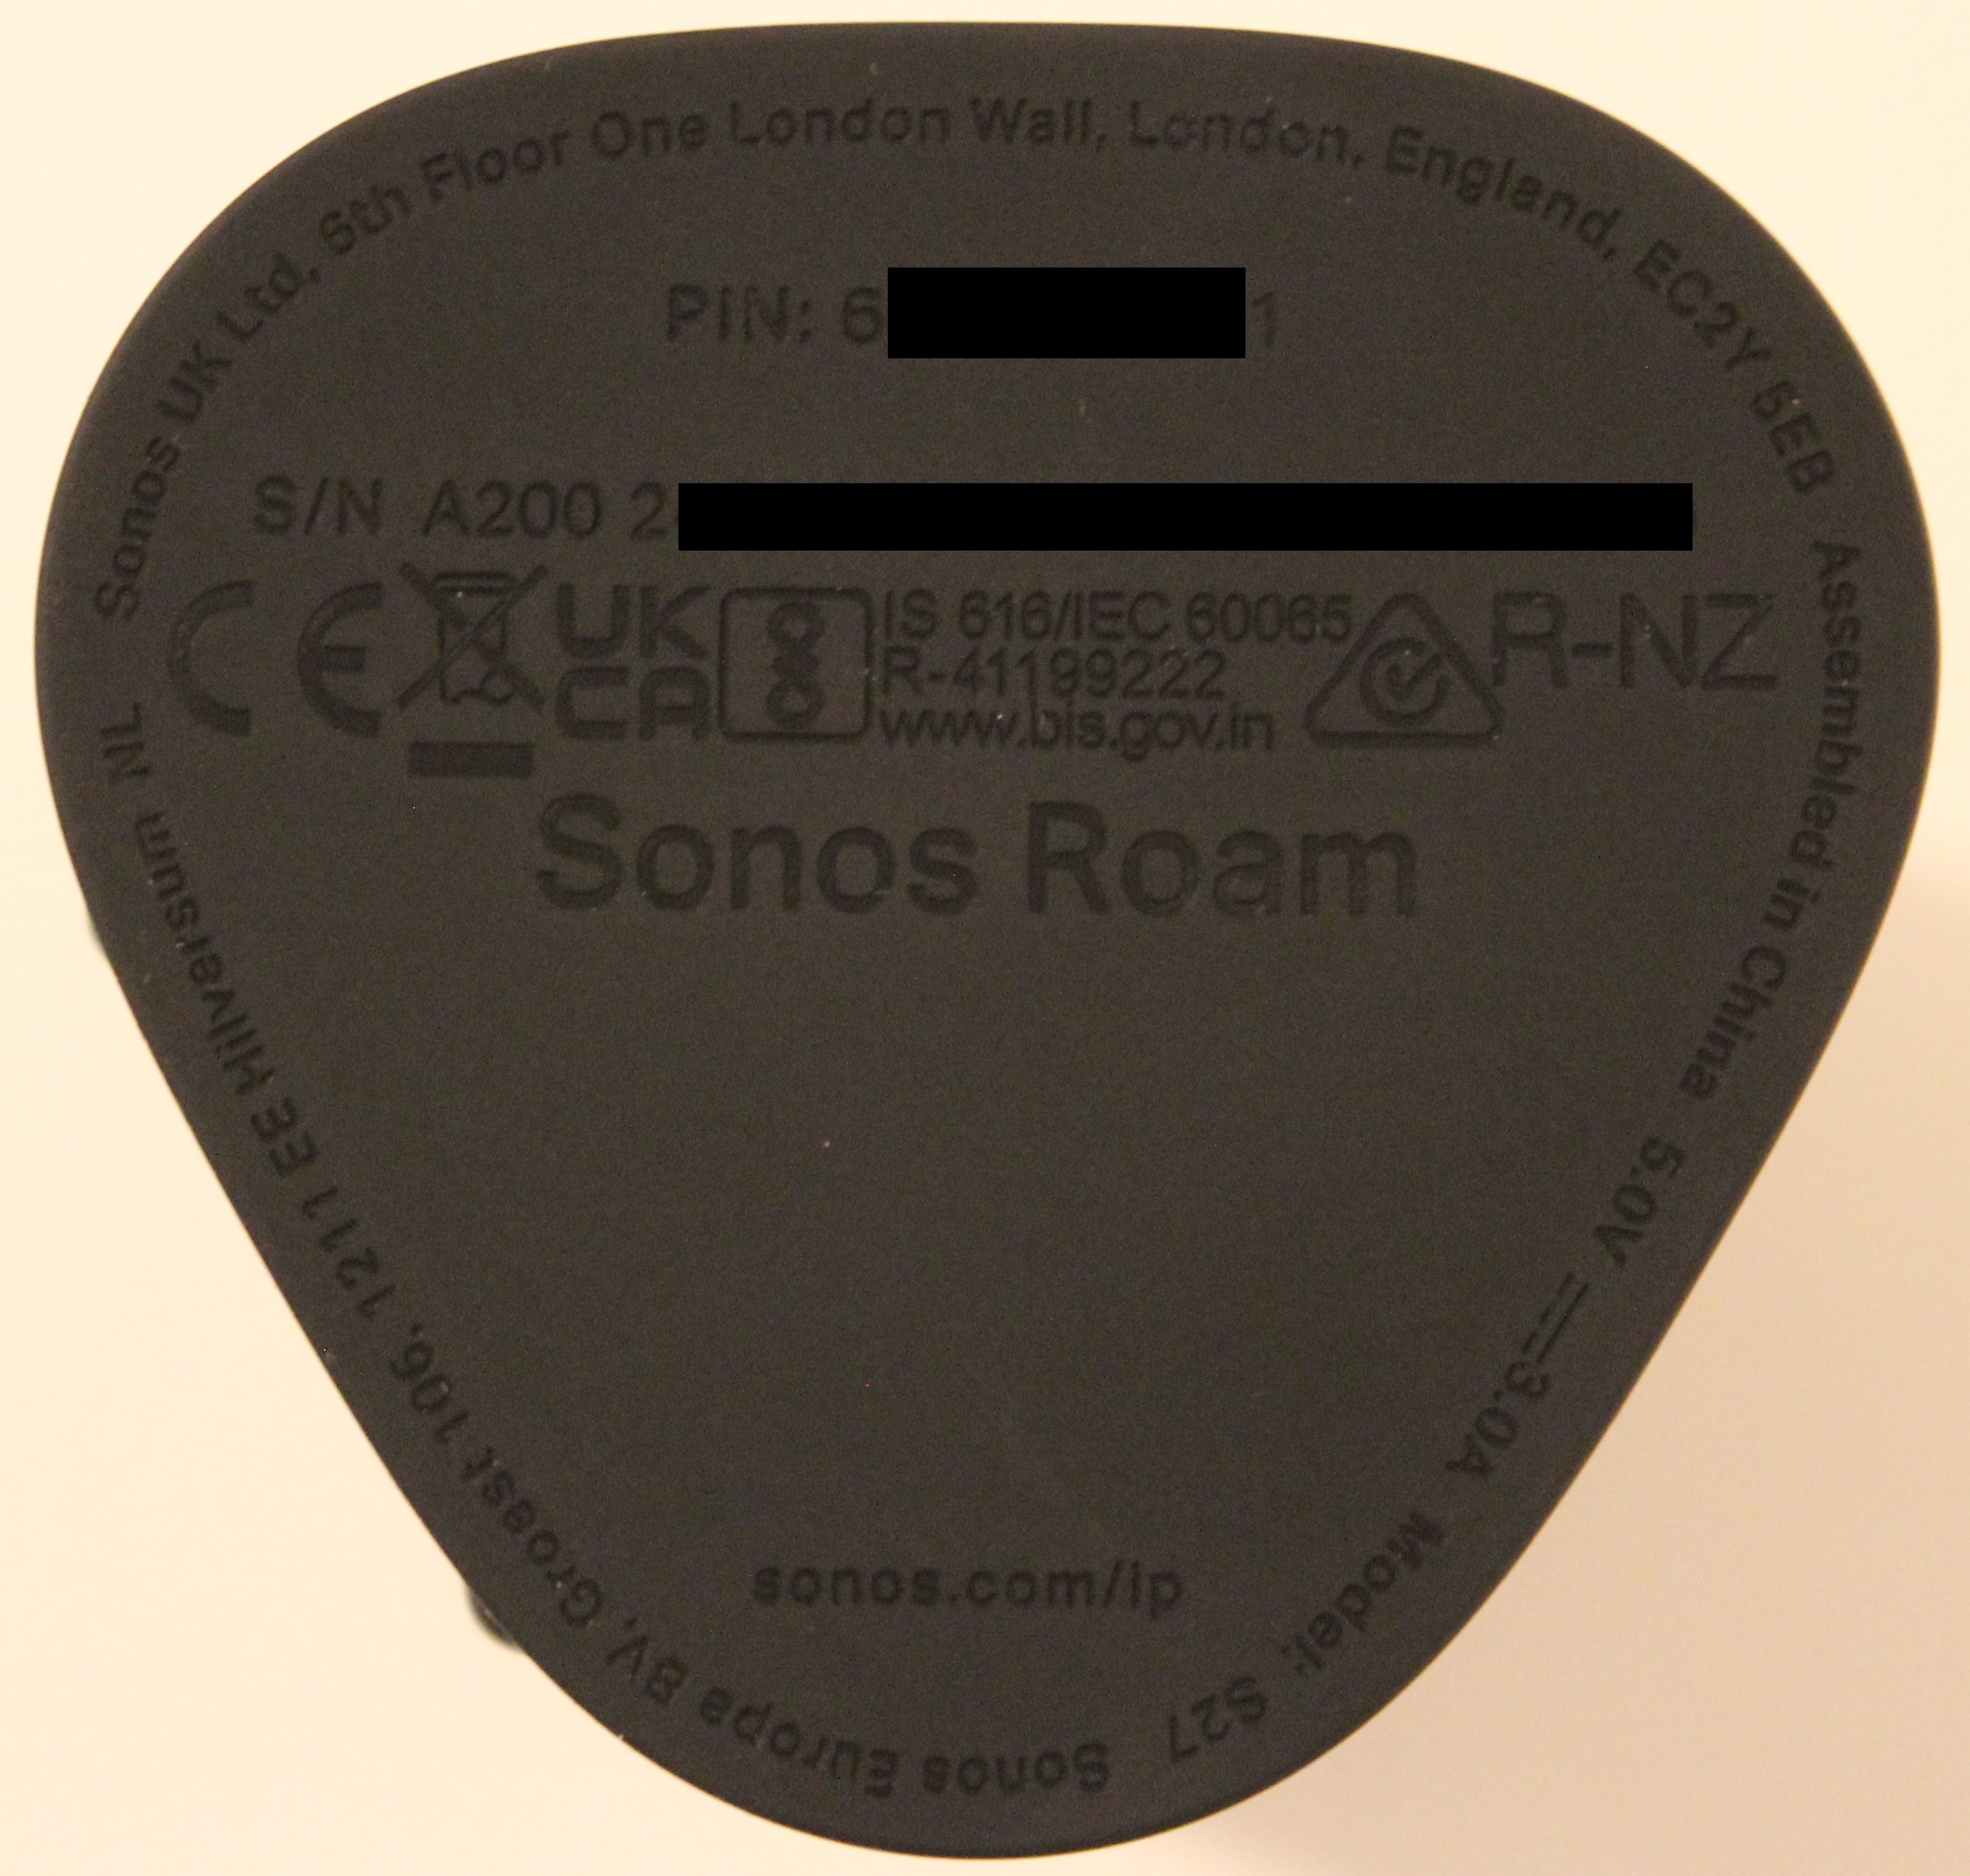 Sonos UK Ltd, 6th Floor One London Wall, London, England, EC2Y 5EB Assembled in China 5.0V ⎓3.0A Model: S27
Sonos Europe BV, Groest 106, 1211 EE Hilversum NL
PIN: 6 1
S/N A200 2
CE
UK
CA
IS 616/IEC 60065
R-41199222
www.bis.gov.in
R-NZ
Sonos Roam
sonos.com/ip